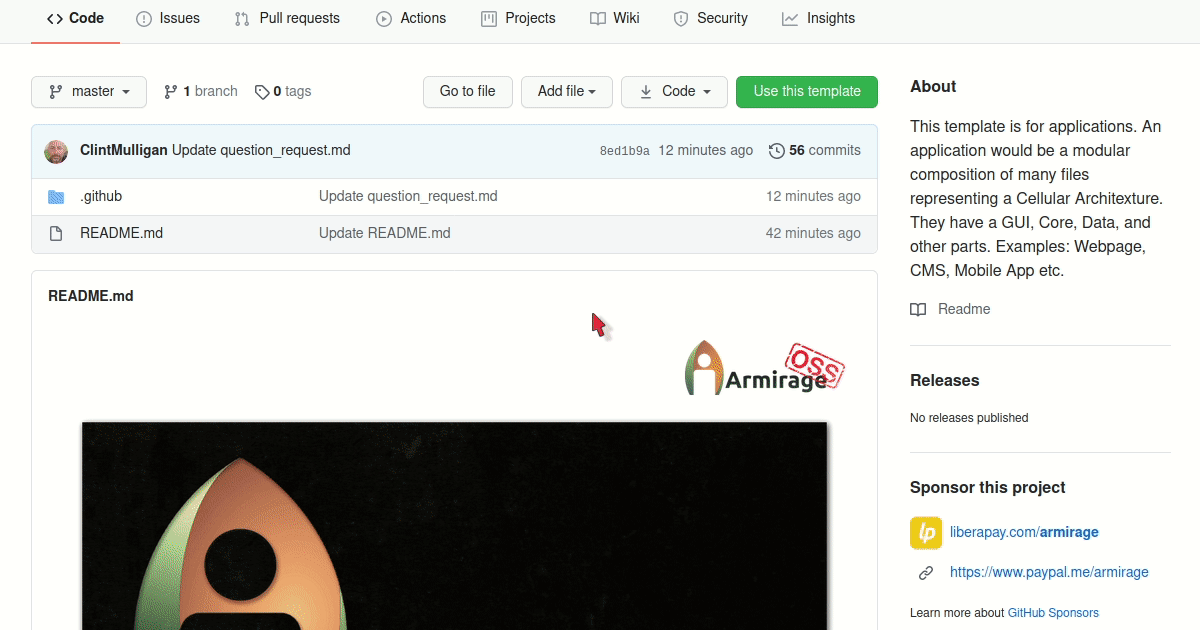 Code Issues Pull requests Actions Projects Wiki Security Insights
master 1 branch 0 tags Go to file Add file Code Use this template
ClintMulligan Update question_request.md 8ed1b9a 12 minutes ago 56 commits
.github Update question_request.md 12 minutes ago
README.md Update README.md 42 minutes ago
README.md
OSS
Armirage
About
This template is for applications. An
application would be a modular
composition of many files
representing a Cellular Architexture.
They have a GUI, Core, Data, and
other parts. Examples: Webpage,
CMS, Mobile App etc.
Readme
Releases
No releases published
Sponsor this project
lp liberapay.com/armirage
https://www.paypal.me/armirage
Learn more about GitHub Sponsors